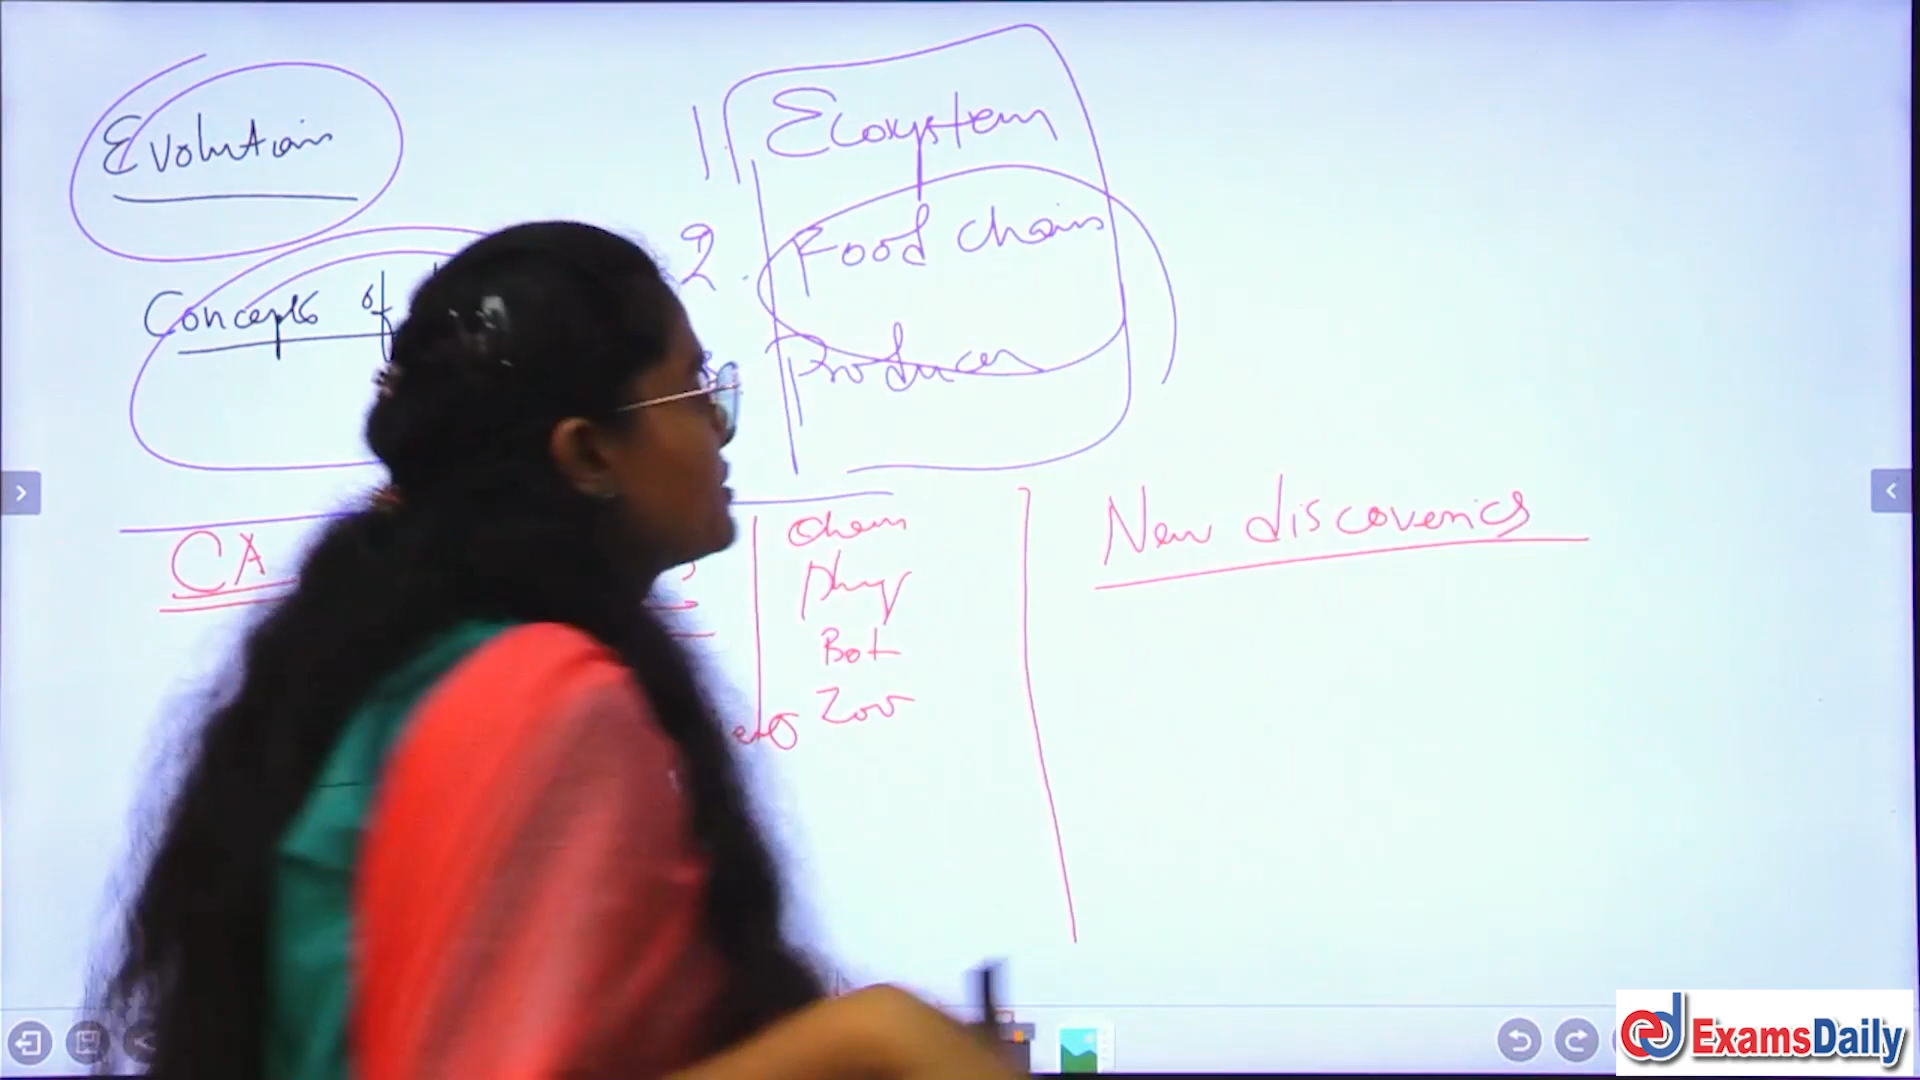 Evolution
Concepts of
1. Ecosystem
2. Food chain
Producer
CA
Chem
Phy
Bot
Zoo
New discoveries
ExamsDaily